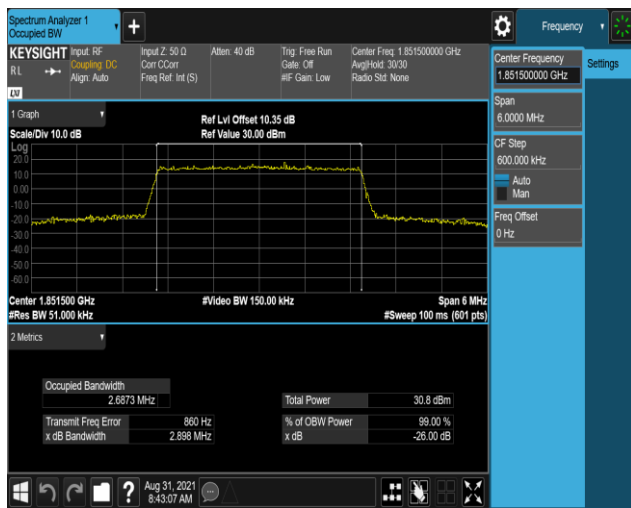 Spectrum Analyzer 1
Occupied BW
Frequency
KEYSIGHT
RL
LXI
Input: RF
Coupling: DC
Align: Auto
Input Z: 50 Ω
Corr CCorr
Freq Ref: Int (S)
Atten: 40 dB
Trig: Free Run
Gate: Off
#IF Gain: Low
Center Freq: 1.851500000 GHz
Avg|Hold: 30/30
Radio Std: None
Center Frequency
1.851500000 GHz
Settings
Span
6.0000 MHz
CF Step
600.000 kHz
Auto
Man
Freq Offset
0 Hz
1 Graph
Scale/Div 10.0 dB
Ref Lvl Offset 10.35 dB
Ref Value 30.00 dBm
Log
20.0
10.0
0.00
-10.0
-20.0
-30.0
-40.0
-50.0
-60.0
Center 1.851500 GHz
#Video BW 150.00 kHz
Span 6 MHz
#Res BW 51.000 kHz
#Sweep 100 ms (601 pts)
2 Metrics
Occupied Bandwidth
2.6873 MHz
Total Power 30.8 dBm
Transmit Freq Error 860 Hz
% of OBW Power 99.00 %
x dB Bandwidth 2.898 MHz
x dB -26.00 dB
?
Aug 31, 2021
8:43:07 AM